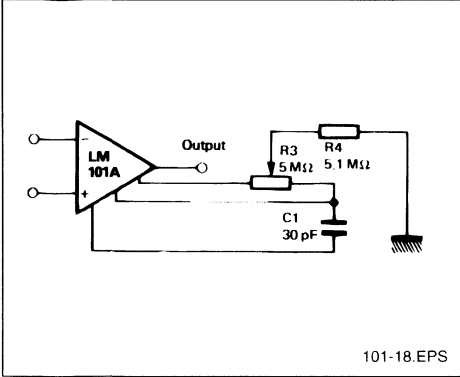 −
LM
101A
+
Output
R3
5 MΩ
R4
5.1 MΩ
C1
30 pF
101-18.EPS